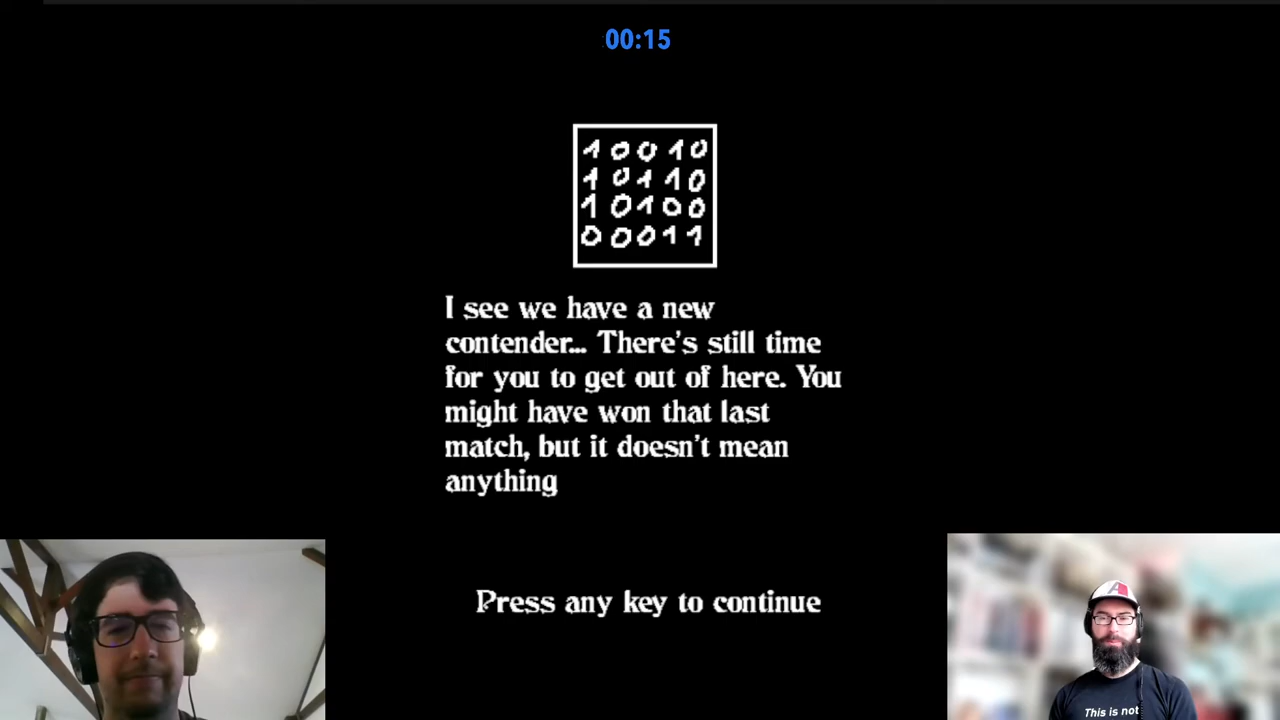 00:15
10010
10110
10100
00011
I see we have a new
contender... There's still time
for you to get out of here. You
might have won that last
match, but it doesn't mean
anything
Press any key to continue
This is not